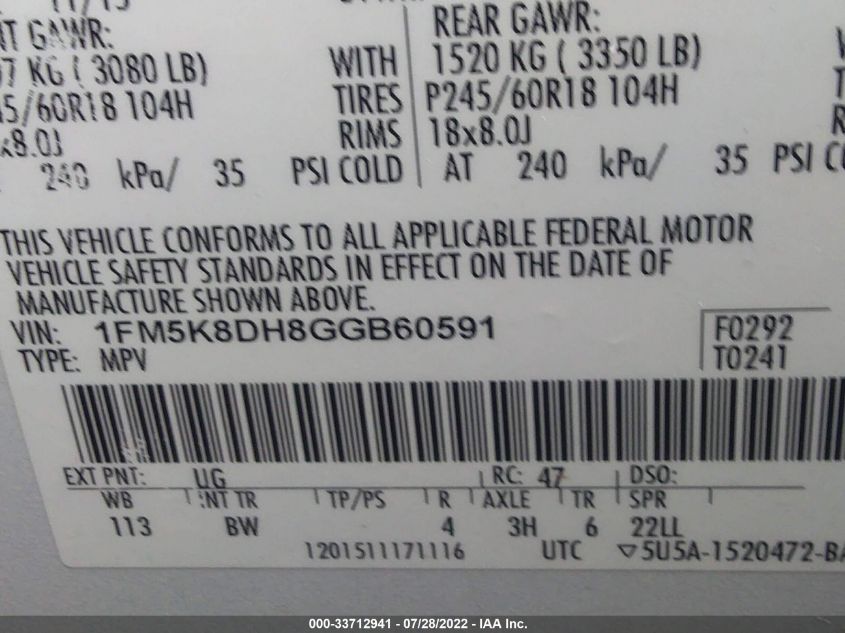 11/15
REAR GAWR:
GAWR:
KG ( 3080 LB) WITH 1520 KG ( 3350 LB)
5/60R18 104H TIRES P245/60R18 104H
x8.0J RIMS 18x8.0J
240 kPa/ 35 PSI COLD AT 240 kPa/ 35 PSI
THIS VEHICLE CONFORMS TO ALL APPLICABLE FEDERAL MOTOR
VEHICLE SAFETY STANDARDS IN EFFECT ON THE DATE OF
MANUFACTURE SHOWN ABOVE.
VIN: 1FM5K8DH8GGB60591 F0292
TYPE: MPV T0241
EXT PNT: UG RC: 47 DSO:
WB INT TR TP/PS R AXLE TR SPR
113 BW 4 3H 6 22LL
1201511171116 UTC ▽5U5A-1520472-BA
000-33712941 - 07/28/2022 - IAA Inc.